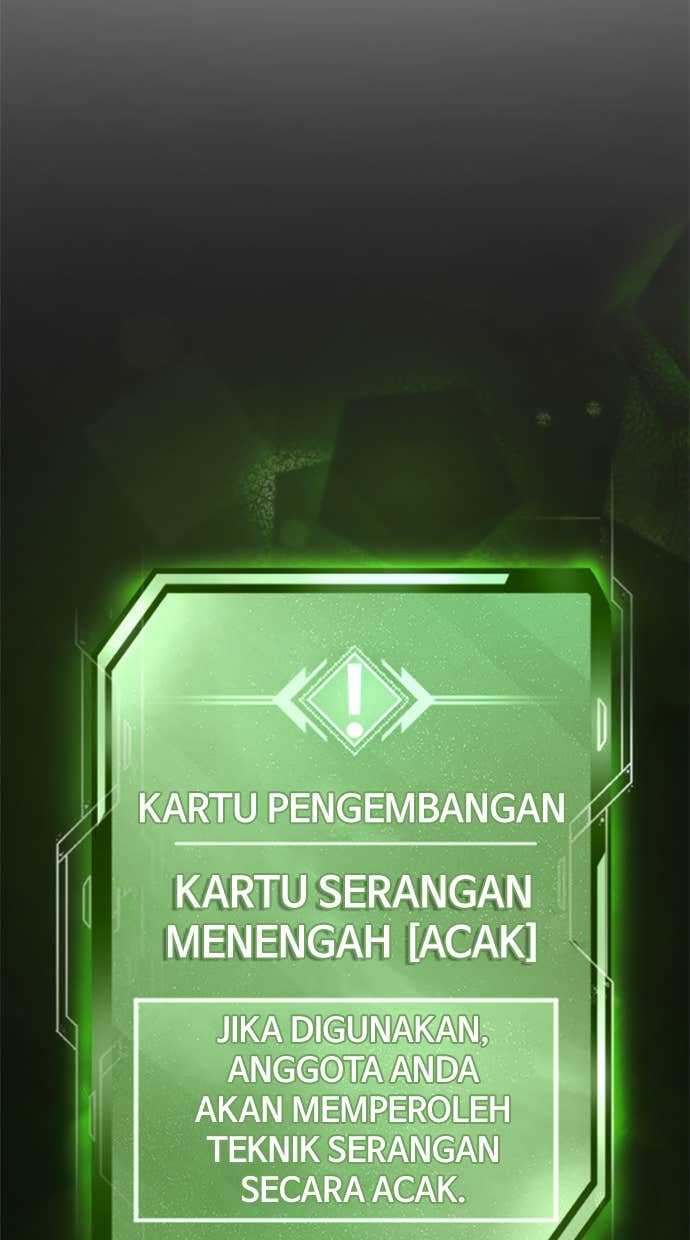 KARTU PENGEMBANGAN
KARTU SERANGAN
MENENGAH [ACAK]
JIKA DIGUNAKAN,
ANGGOTA ANDA
AKAN MEMPEROLEH
TEKNIK SERANGAN
SECARA ACAK.